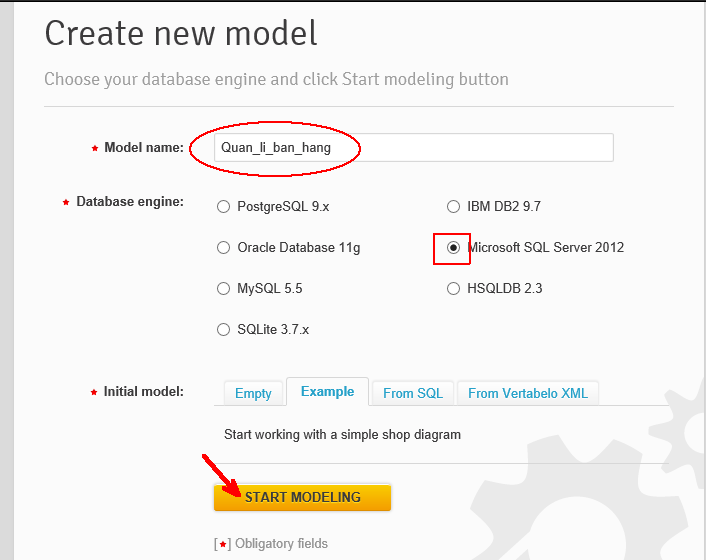 Create new model
Choose your database engine and click Start modeling button
★ Model name: Quan_li_ban_hang
★ Database engine:
PostgreSQL 9.x IBM DB2 9.7
Oracle Database 11g Microsoft SQL Server 2012
MySQL 5.5 HSQLDB 2.3
SQLite 3.7.x
★ Initial model: Empty Example From SQL From Vertabelo XML
Start working with a simple shop diagram
START MODELING
[★] Obligatory fields